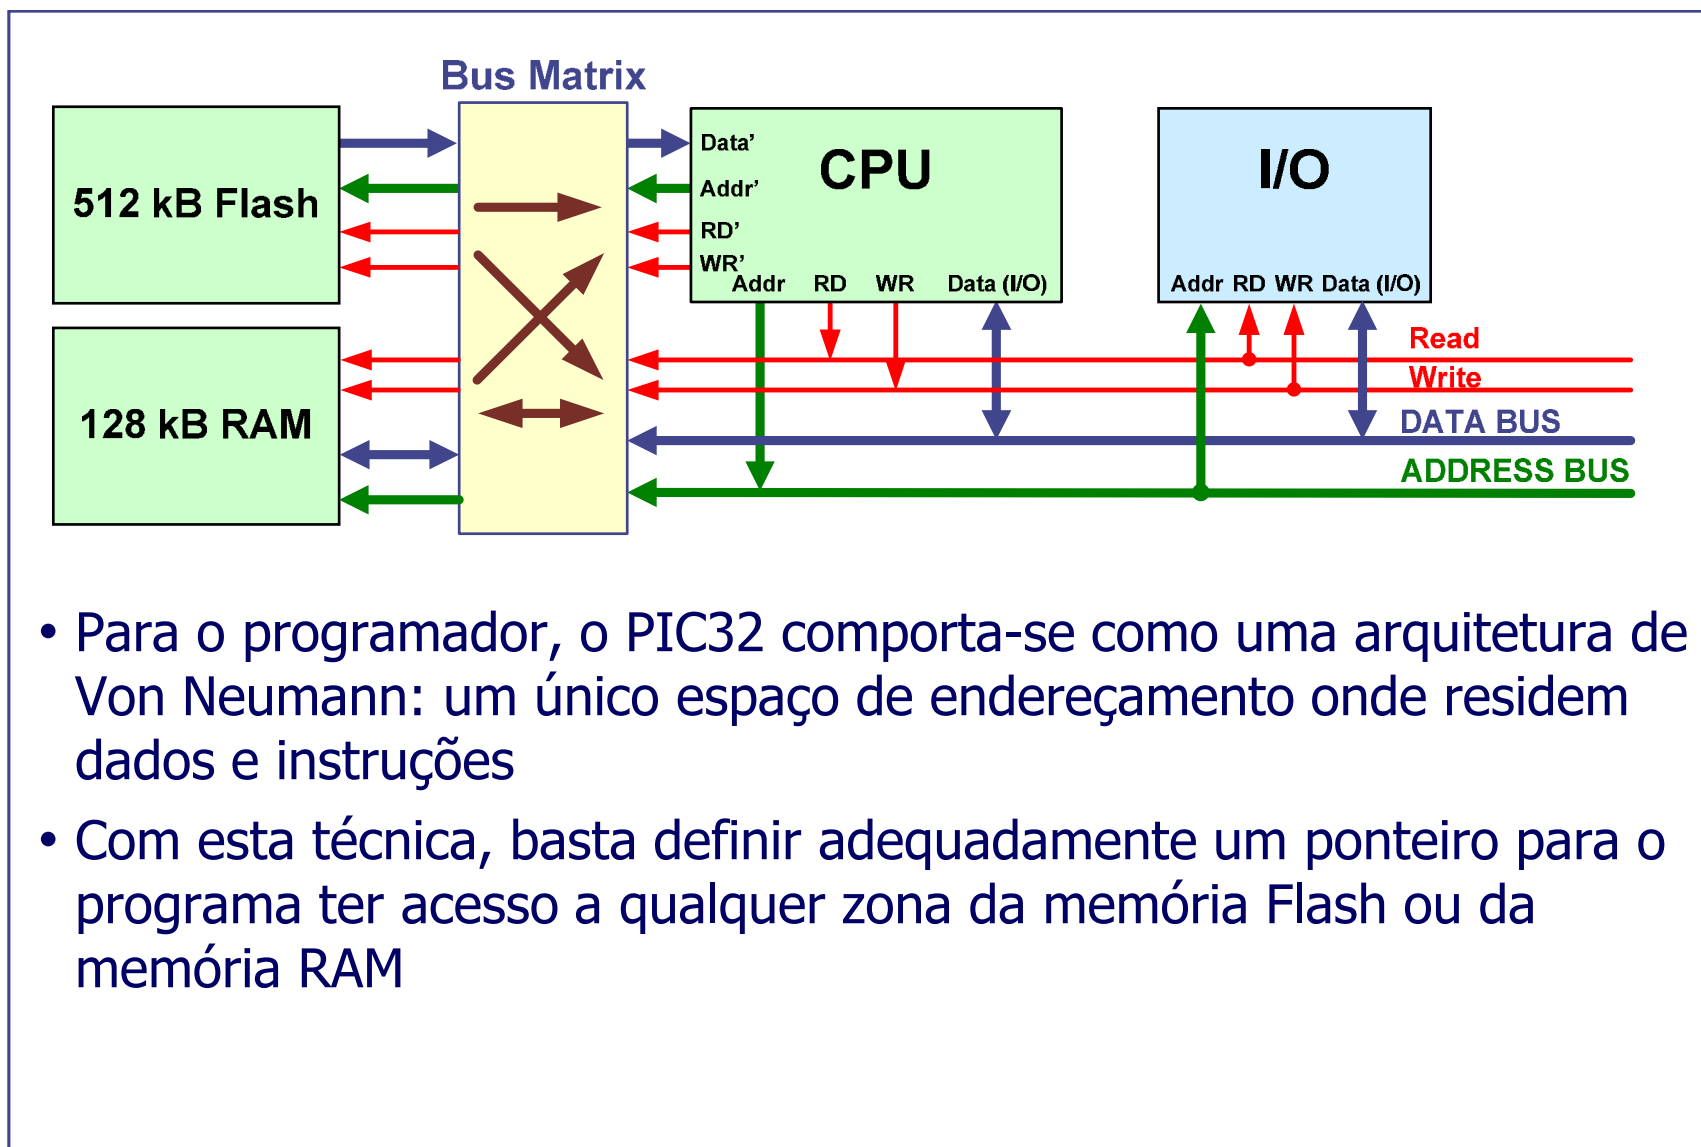 Bus Matrix
512 kB Flash
128 kB RAM
Data’
Addr’
RD’
WR’
CPU
Addr RD WR Data (I/O)
I/O
Addr RD WR Data (I/O)
Read
Write
DATA BUS
ADDRESS BUS
• Para o programador, o PIC32 comporta-se como uma arquitetura de
Von Neumann: um único espaço de endereçamento onde residem
dados e instruções
• Com esta técnica, basta definir adequadamente um ponteiro para o
programa ter acesso a qualquer zona da memória Flash ou da
memória RAM